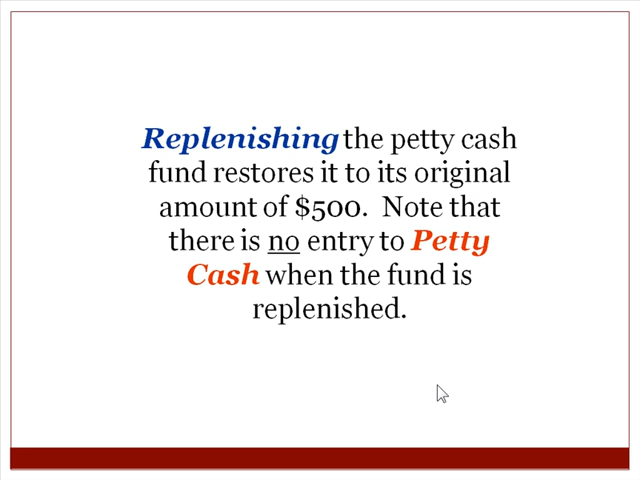 Replenishing the petty cash
fund restores it to its original
amount of $500.  Note that
there is no entry to Petty
Cash when the fund is
replenished.